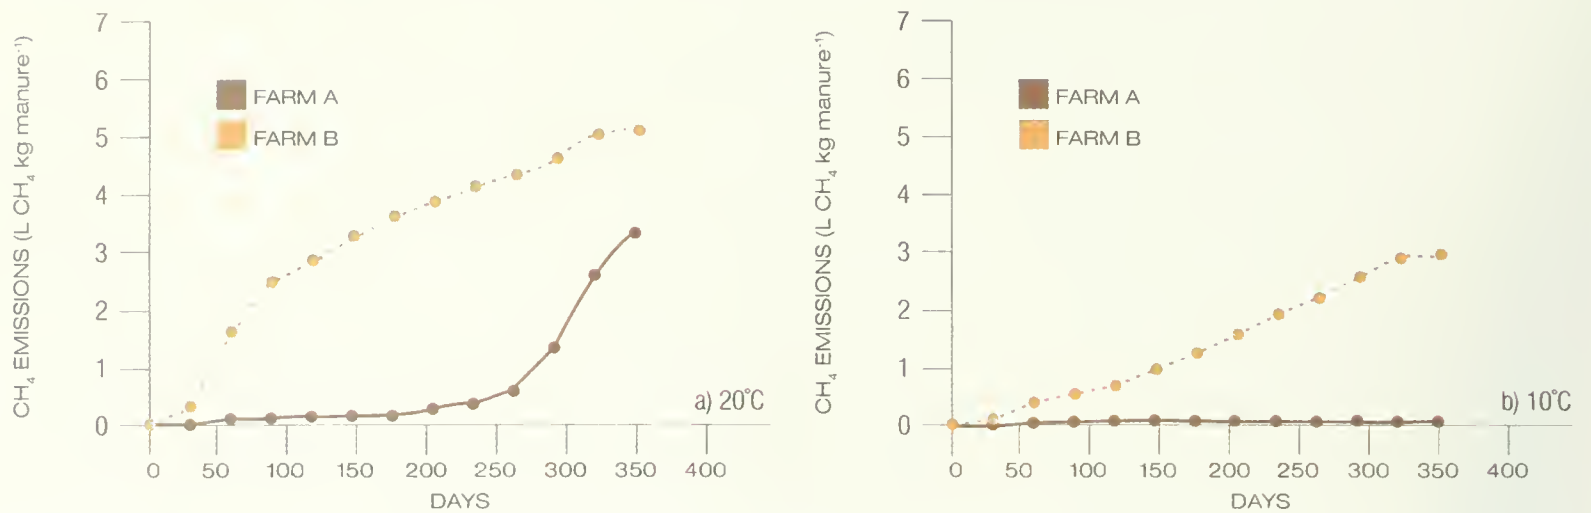 CH₄ EMISSIONS (L CH₄ kg manure⁻¹)
7
6
5
4
3
2
1
0
FARM A
FARM B
a) 20°C
0 50 100 150 200 250 300 350 400
DAYS
CH₄ EMISSIONS (L CH₄ kg manure⁻¹)
7
6
5
4
3
2
1
0
FARM A
FARM B
b) 10°C
0 50 100 150 200 250 300 350 400
DAYS